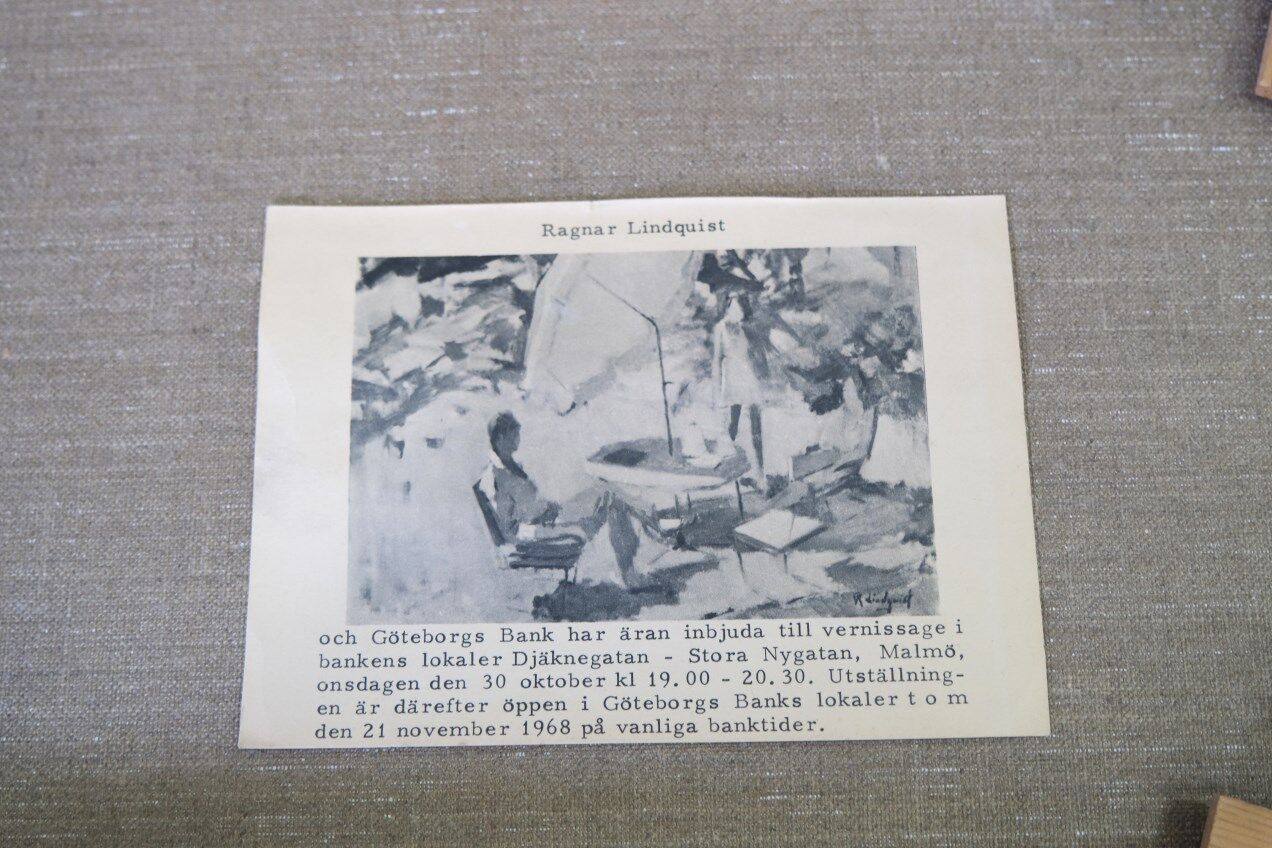 Ragnar Lindquist
R Lindquist
och Göteborgs Bank har äran inbjuda till vernissage i
bankens lokaler Djäknegatan - Stora Nygatan, Malmö,
onsdagen den 30 oktober kl 19.00 - 20.30. Utställning-
en är därefter öppen i Göteborgs Banks lokaler t o m
den 21 november 1968 på vanliga banktider.